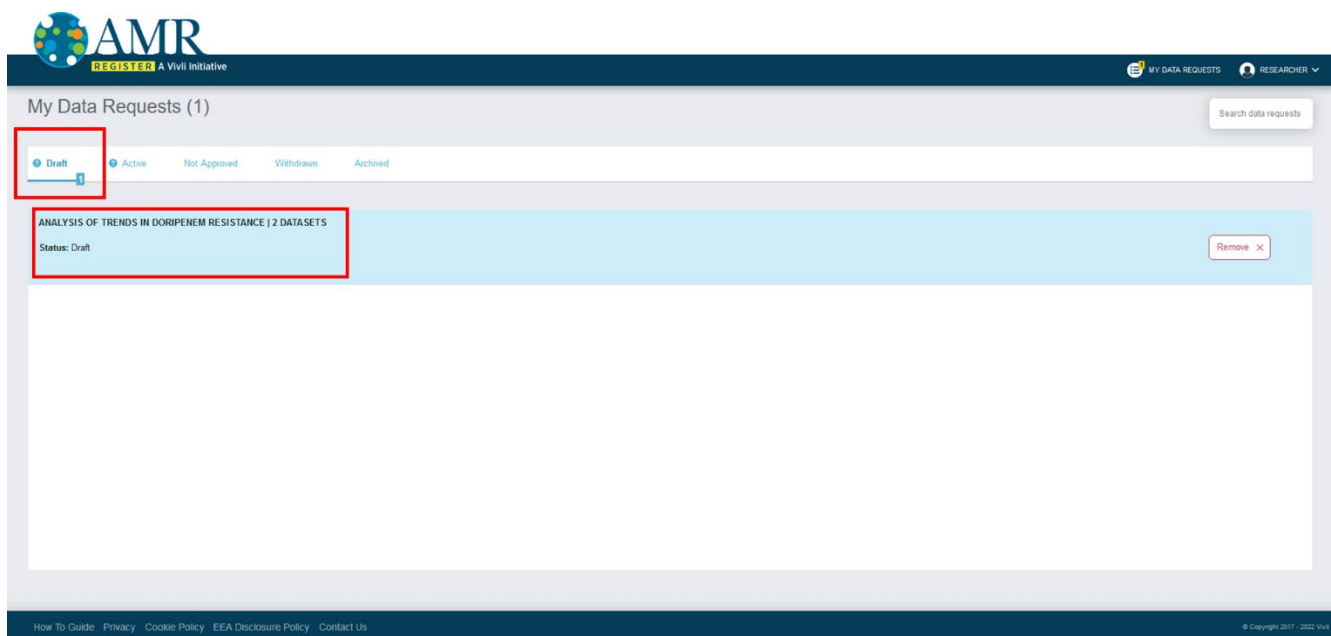 AMR
REGISTER A Vivli Initiative
1
MY DATA REQUESTS RESEARCHER
My Data Requests (1)
Search data requests
? Draft ? Active Not Approved Withdrawn Archived
1
ANALYSIS OF TRENDS IN DORIPENEM RESISTANCE | 2 DATASETS
Status: Draft
Remove X
How To Guide Privacy Cookie Policy EEA Disclosure Policy Contact Us
© Copyright 2017 - 2022 Vivli